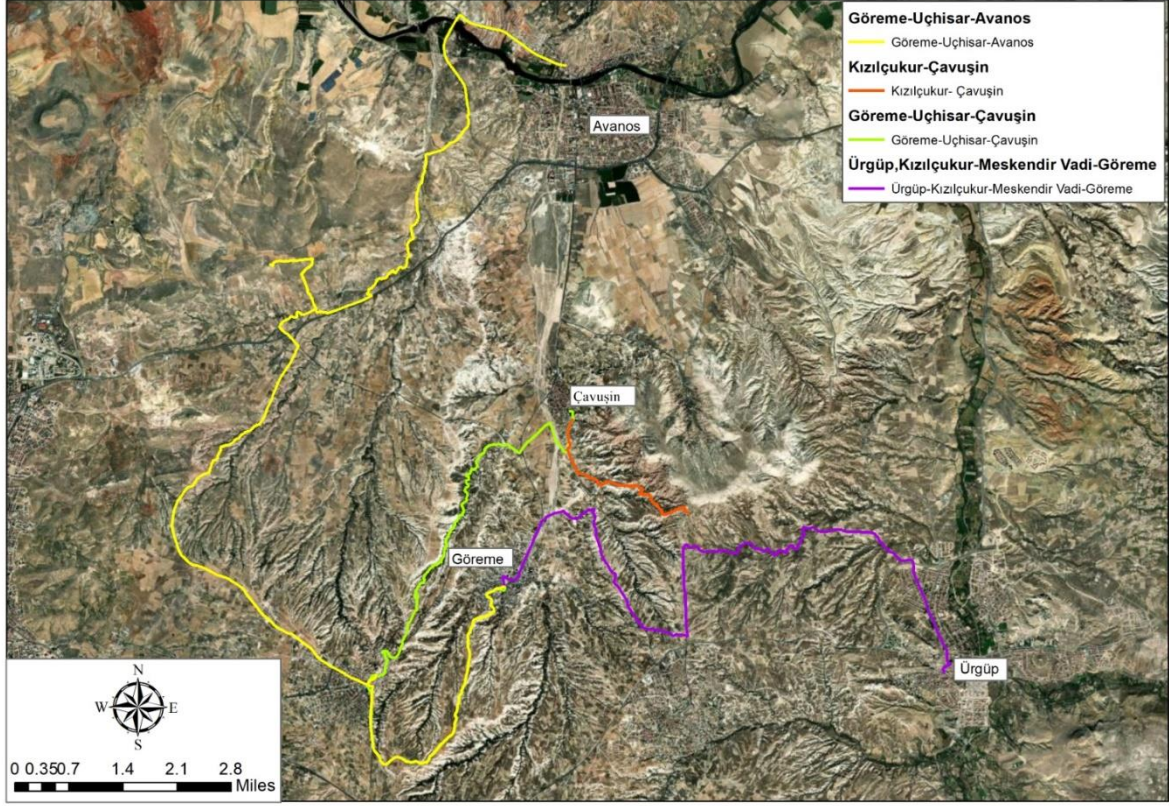 Göreme-Uçhisar-Avanos
Göreme-Uçhisar-Avanos
Kızılçukur-Çavuşin
Kızılçukur- Çavuşin
Göreme-Uçhisar-Çavuşin
Göreme-Uçhisar-Çavuşin
Ürgüp,Kızılçukur-Meskendir Vadi-Göreme
Ürgüp-Kızılçukur-Meskendir Vadi-Göreme
Avanos
Çavuşin
Göreme
Ürgüp
N
W E
S
0 0.350.7 1.4 2.1 2.8
Miles